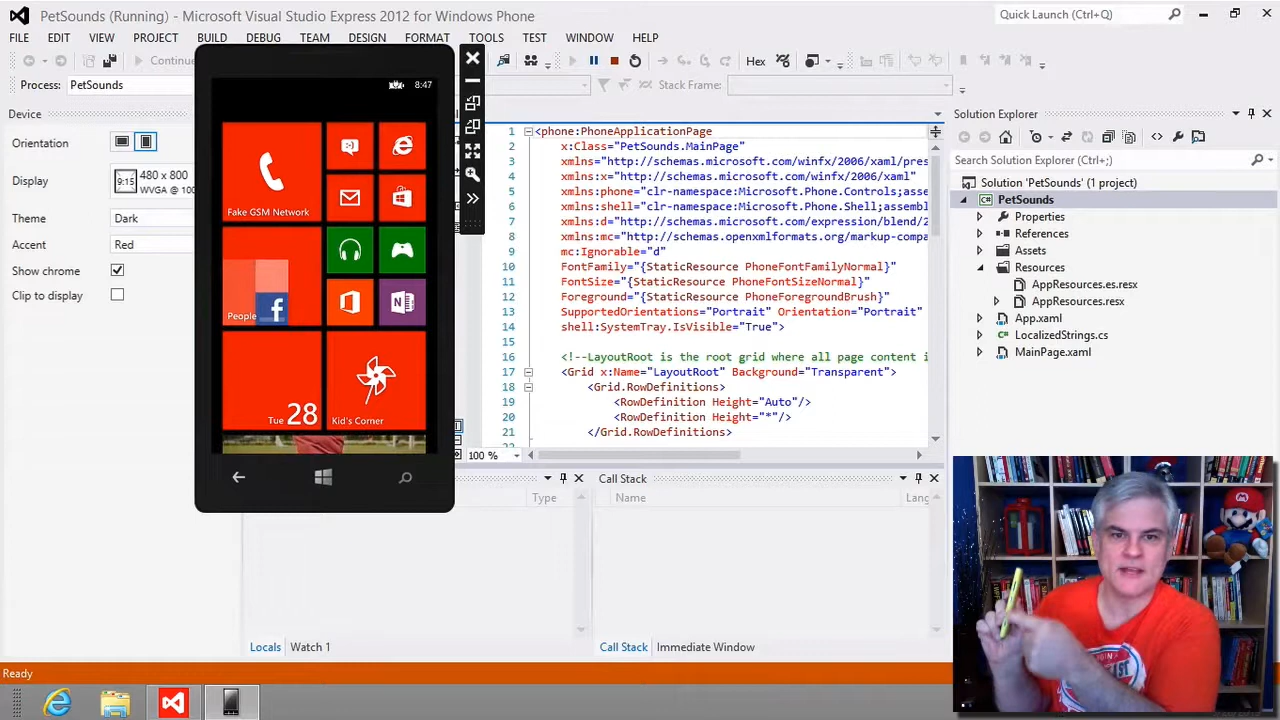 PetSounds (Running) - Microsoft Visual Studio Express 2012 for Windows Phone
Quick Launch (Ctrl+Q)
FILE EDIT VIEW PROJECT BUILD DEBUG TEAM DESIGN FORMAT TOOLS TEST WINDOW HELP
Continue
Hex
Process: PetSounds
Stack Frame:
Device
Orientation
Display
9:15
480 x 800
WVGA @ 100
Theme
Dark
Accent
Red
Show chrome
Clip to display
8:47
Fake GSM Network
People
Tue 28
Kid's Corner
1 <phone:PhoneApplicationPage
2 x:Class="PetSounds.MainPage"
3 xmlns="http://schemas.microsoft.com/winfx/2006/xaml/pres
4 xmlns:x="http://schemas.microsoft.com/winfx/2006/xaml"
5 xmlns:phone="clr-namespace:Microsoft.Phone.Controls;asse
6 xmlns:shell="clr-namespace:Microsoft.Phone.Shell;assembl
7 xmlns:d="http://schemas.microsoft.com/expression/blend/2
8 xmlns:mc="http://schemas.openxmlformats.org/markup-compa
9 mc:Ignorable="d"
10 FontFamily="{StaticResource PhoneFontFamilyNormal}"
11 FontSize="{StaticResource PhoneFontSizeNormal}"
12 Foreground="{StaticResource PhoneForegroundBrush}"
13 SupportedOrientations="Portrait" Orientation="Portrait"
14 shell:SystemTray.IsVisible="True">
15
16 <!--LayoutRoot is the root grid where all page content i
17 <Grid x:Name="LayoutRoot" Background="Transparent">
18 <Grid.RowDefinitions>
19 <RowDefinition Height="Auto"/>
20 <RowDefinition Height="*"/>
21 </Grid.RowDefinitions>
100 %
Type
Locals Watch 1
Call Stack
Name
Lang
Call Stack Immediate Window
Solution Explorer
Search Solution Explorer (Ctrl+;)
Solution 'PetSounds' (1 project)
PetSounds
Properties
References
Assets
Resources
AppResources.es.resx
AppResources.resx
App.xaml
LocalizedStrings.cs
MainPage.xaml
Ready